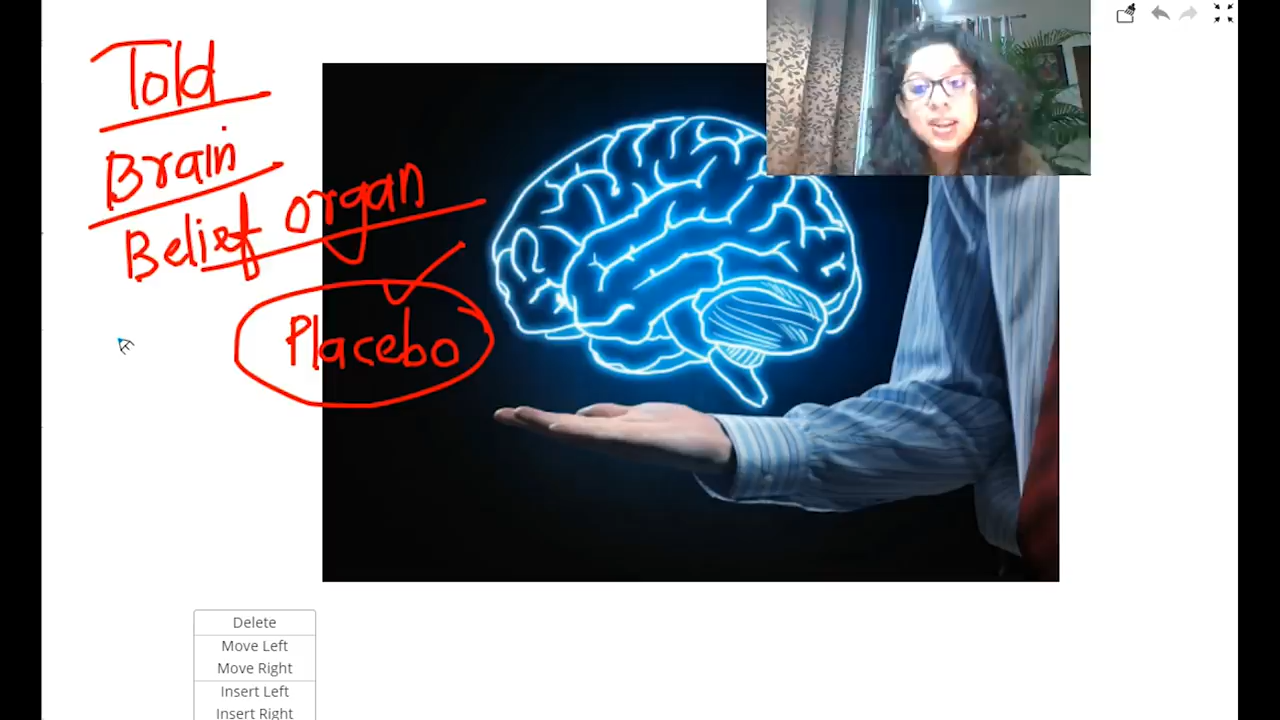 Told
Brain
Belief organ
Placebo
Delete
Move Left
Move Right
Insert Left
Insert Right